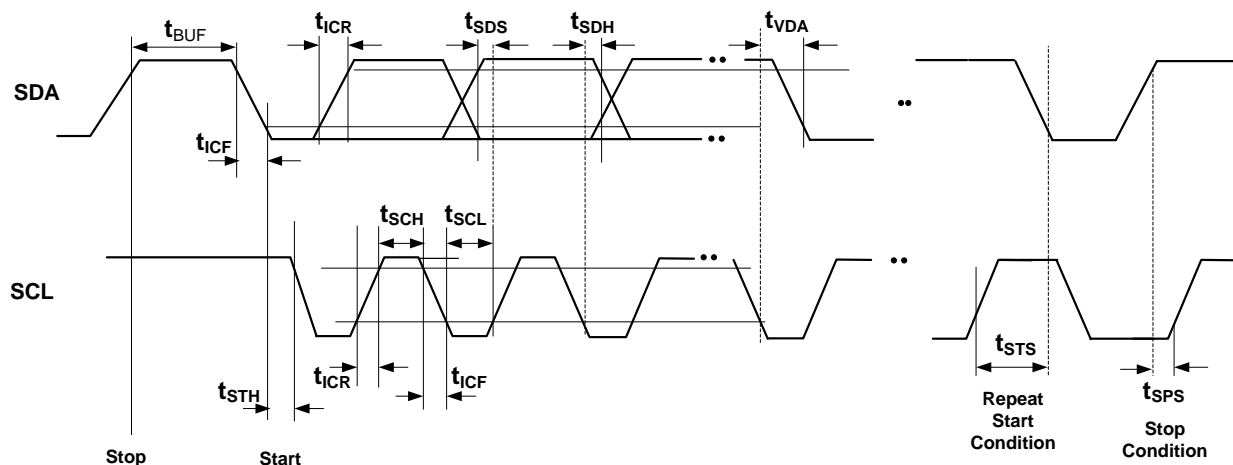 tICR
tSDS
tSDH
tVDA
tBUF
SDA
tICF
tSCH
tSCL
SCL
tSTH
tICR
tICF
tSTS
tSPS
Repeat
Start
Condition
Stop
Condition
Stop
Start